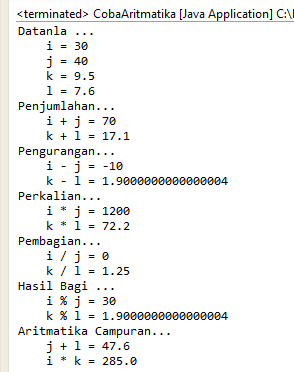 <terminated> CobaAritmatika [Java Application] C:\
Datanla ...
i = 30
j = 40
k = 9.5
l = 7.6
Penjumlahan...
i + j = 70
k + l = 17.1
Pengurangan...
i - j = -10
k - l = 1.9000000000000004
Perkalian...
i * j = 1200
k * l = 72.2
Pembagian...
i / j = 0
k / l = 1.25
Hasil Bagi ...
i % j = 30
k % l = 1.9000000000000004
Aritmatika Campuran...
j + l = 47.6
i * k = 285.0